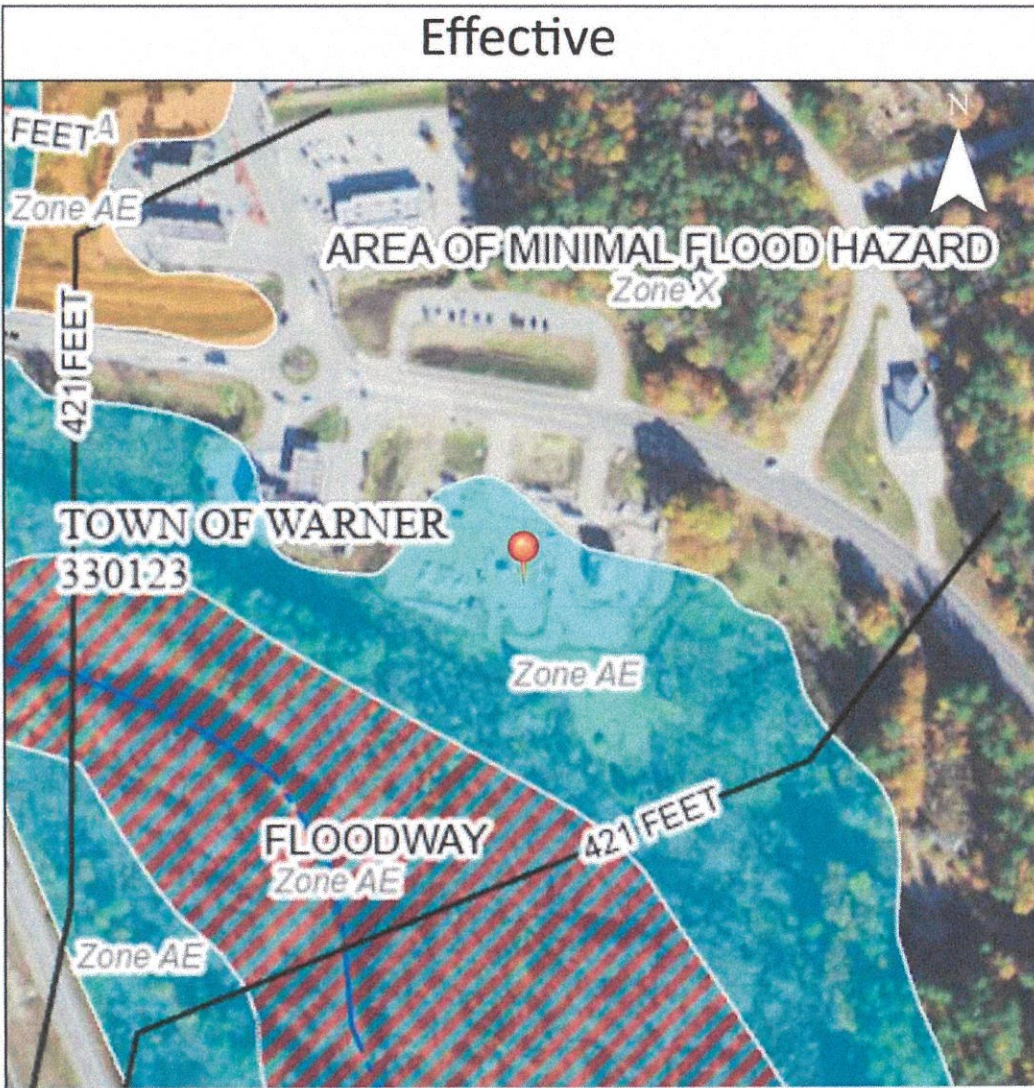 Effective
N
FEET
A
Zone AE
AREA OF MINIMAL FLOOD HAZARD
Zone X
421 FEET
TOWN OF WARNER
330123
Zone AE
421 FEET
FLOODWAY
Zone AE
Zone AE